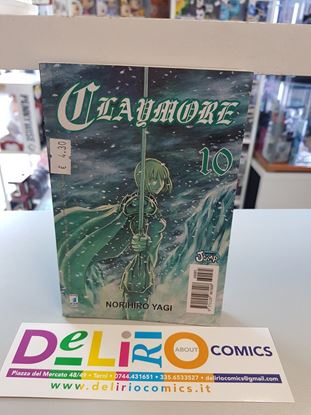 CLAYMORE
€ 4,30
10
JUMP
NORIHIRO YAGI
DELIRIO
ABOUT
COMICS
Piazza del Mercato 48/49 • Terni • 0744.431651 • 335.6533527 • deliriocomics@gmail.com
www.deliriocomics.it